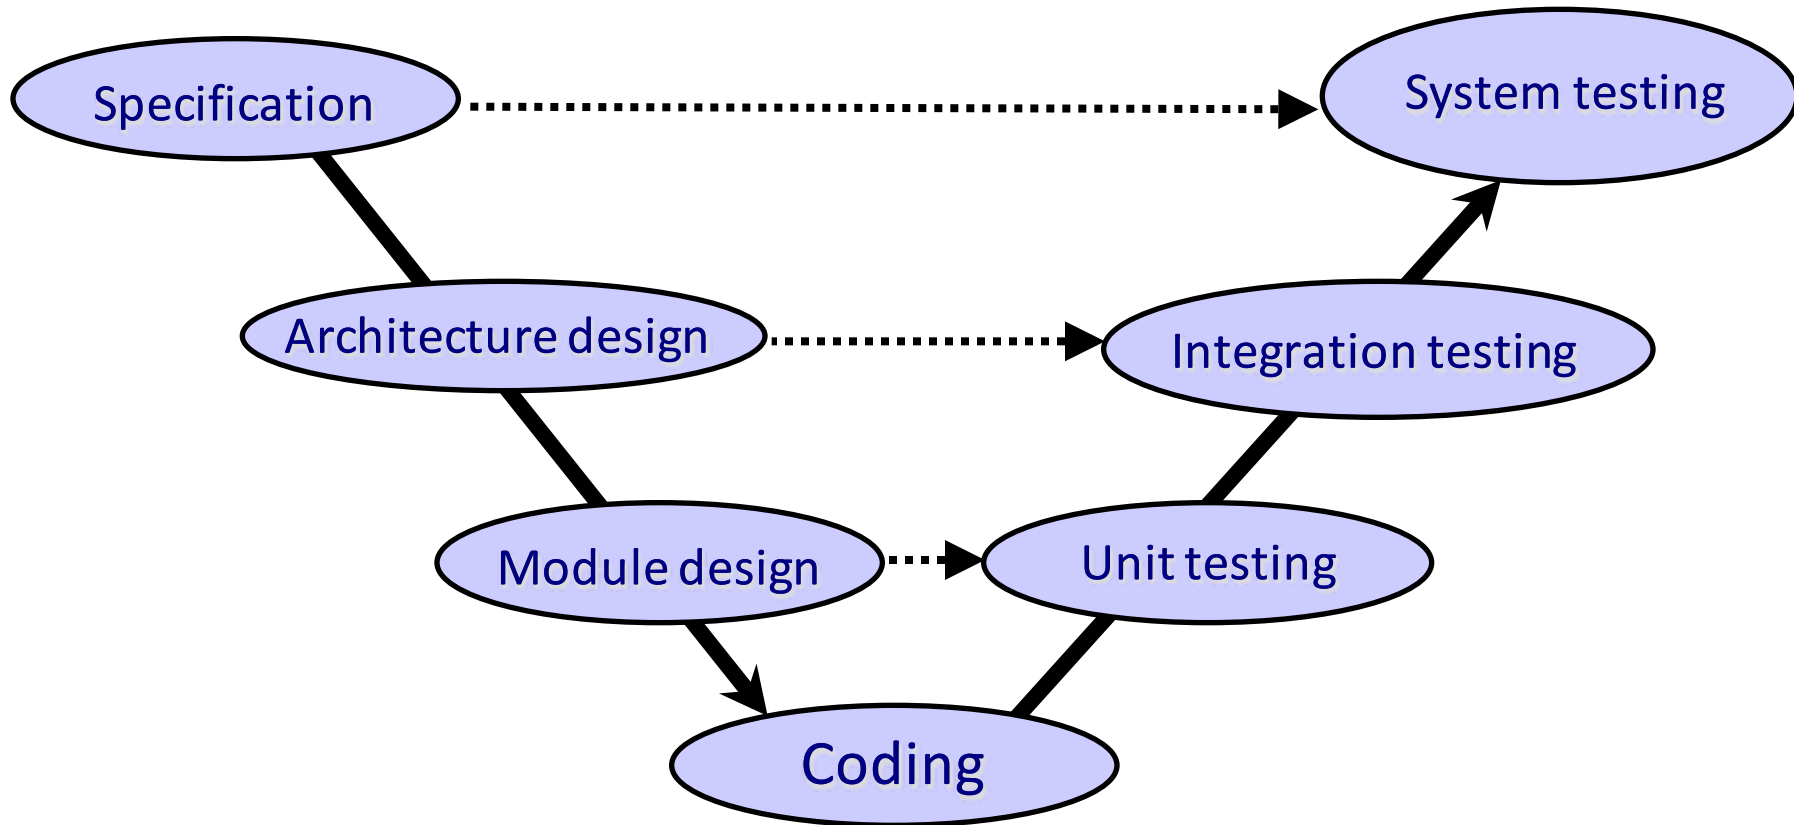 Specification
System testing
Architecture design
Integration testing
Module design
Unit testing
Coding